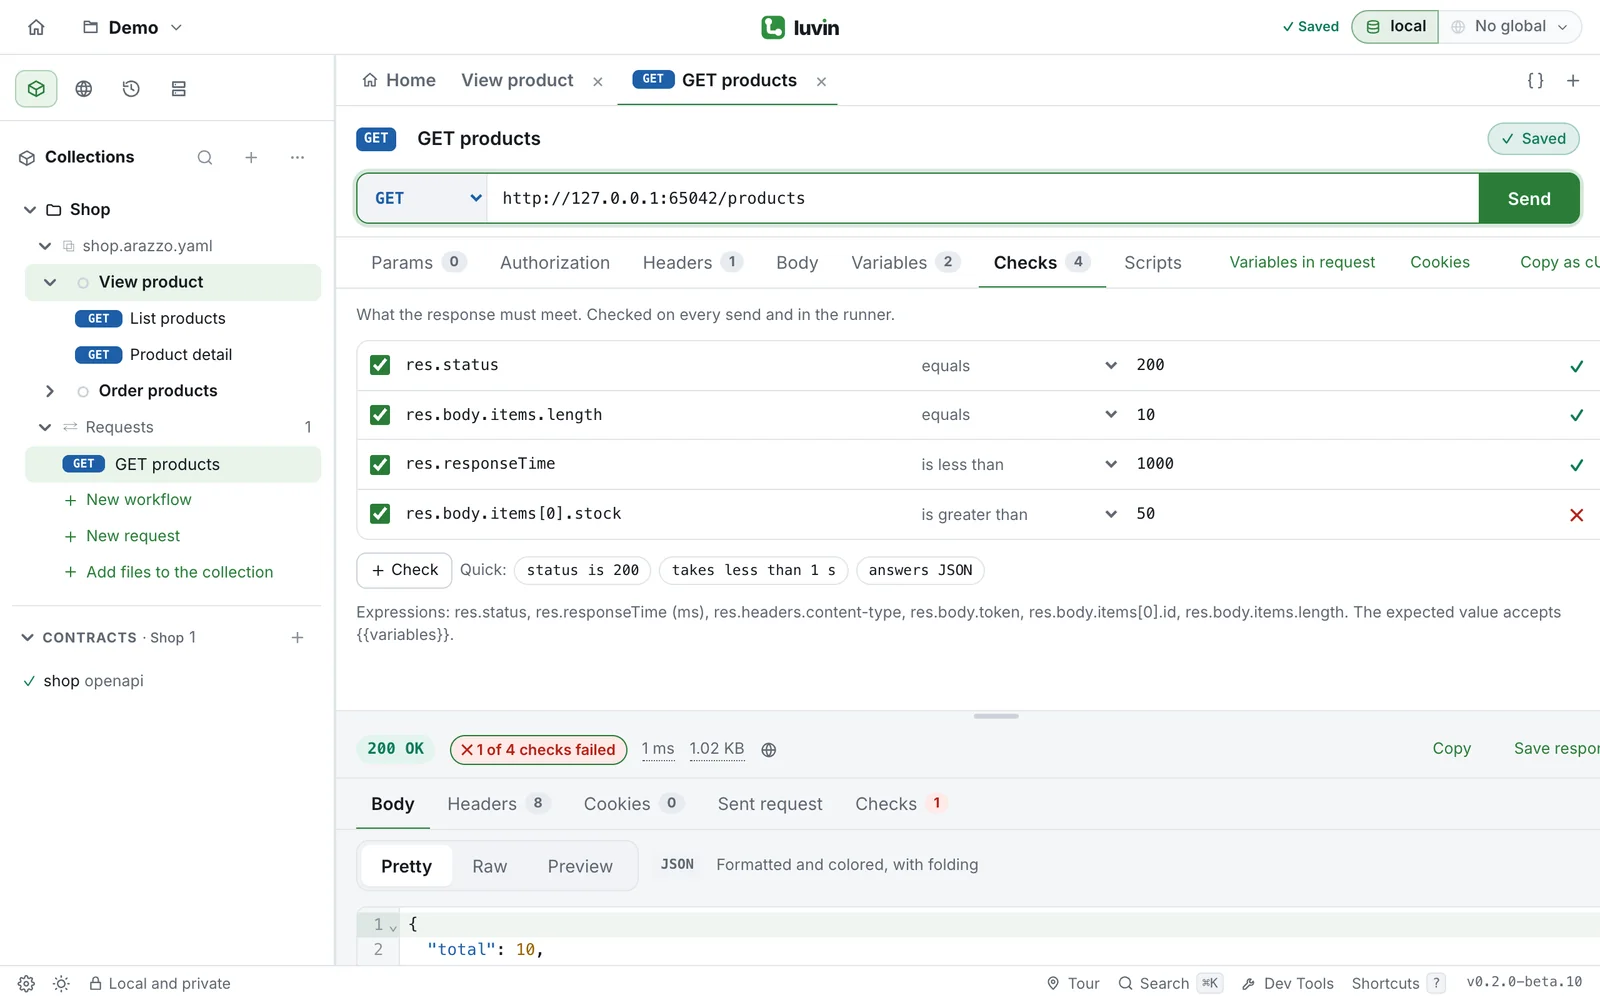 Demo
luvin
Saved
local
No global
Home
View product
GET GET products
Collections
GET GET products
Saved
Shop
GET http://127.0.0.1:65042/products Send
shop.arazzo.yaml
View product
GET List products
GET Product detail
Order products
Requests 1
GET GET products
+ New workflow
+ New request
+ Add files to the collection
CONTRACTS · Shop 1
shop openapi
Params 0 Authorization Headers 1 Body Variables 2 Checks 4 Scripts Variables in request Cookies Copy as cU
What the response must meet. Checked on every send and in the runner.
res.status equals 200
res.body.items.length equals 10
res.responseTime is less than 1000
res.body.items[0].stock is greater than 50
+ Check Quick: status is 200 takes less than 1 s answers JSON
Expressions: res.status, res.responseTime (ms), res.headers.content-type, res.body.token, res.body.items[0].id, res.body.items.length. The expected value accepts
{{variables}}.
200 OK 1 of 4 checks failed 1 ms 1.02 KB Copy Save respor
Body Headers 8 Cookies 0 Sent request Checks 1
Pretty Raw Preview JSON Formatted and colored, with folding
1 {
2 "total": 10,
Local and private
Tour Search ⌘K Dev Tools Shortcuts ? v0.2.0-beta.10